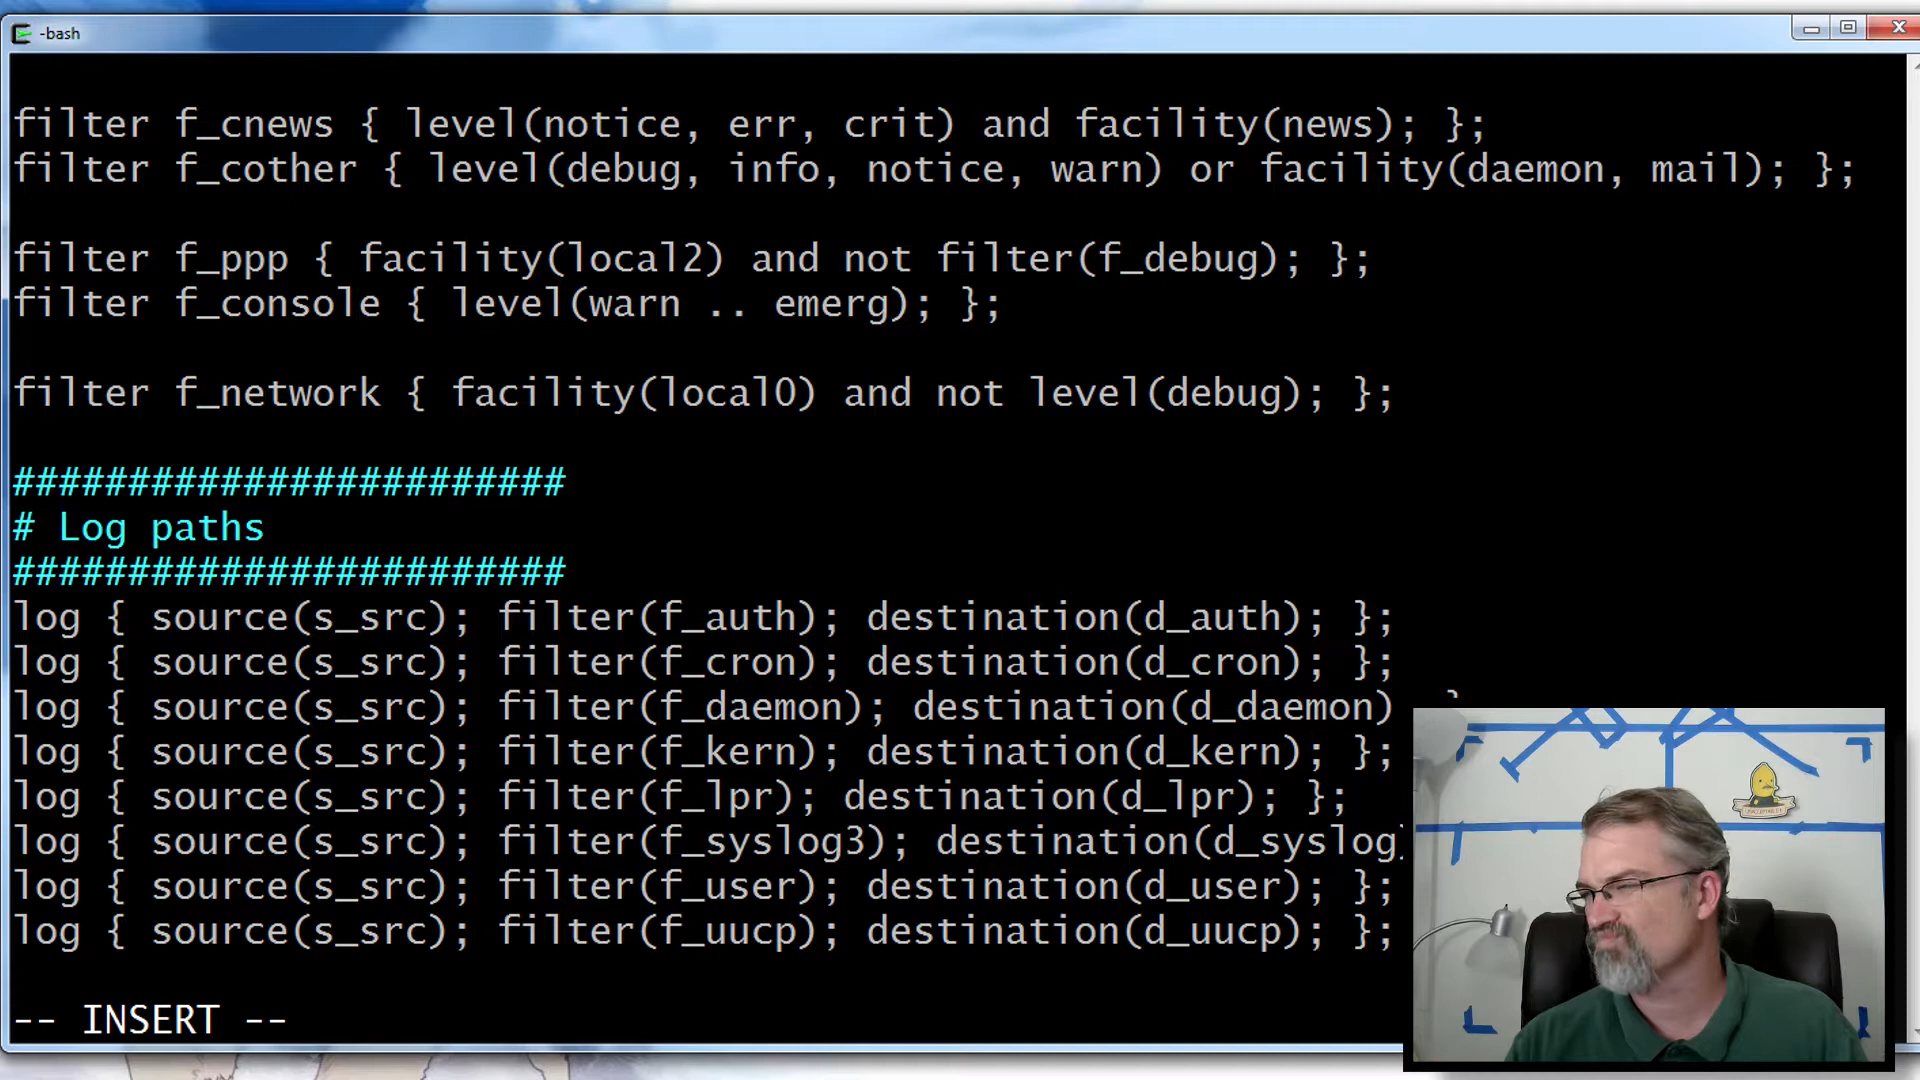 -bash
filter f_cnews { level(notice, err, crit) and facility(news); };
filter f_cother { level(debug, info, notice, warn) or facility(daemon, mail); };
filter f_ppp { facility(local2) and not filter(f_debug); };
filter f_console { level(warn .. emerg); };
filter f_network { facility(local0) and not level(debug); };
########################
# Log paths
########################
log { source(s_src); filter(f_auth); destination(d_auth); };
log { source(s_src); filter(f_cron); destination(d_cron); };
log { source(s_src); filter(f_daemon); destination(d_daemon)
log { source(s_src); filter(f_kern); destination(d_kern); };
log { source(s_src); filter(f_lpr); destination(d_lpr); };
log { source(s_src); filter(f_syslog3); destination(d_syslog)
log { source(s_src); filter(f_user); destination(d_user); };
log { source(s_src); filter(f_uucp); destination(d_uucp); };
-- INSERT --